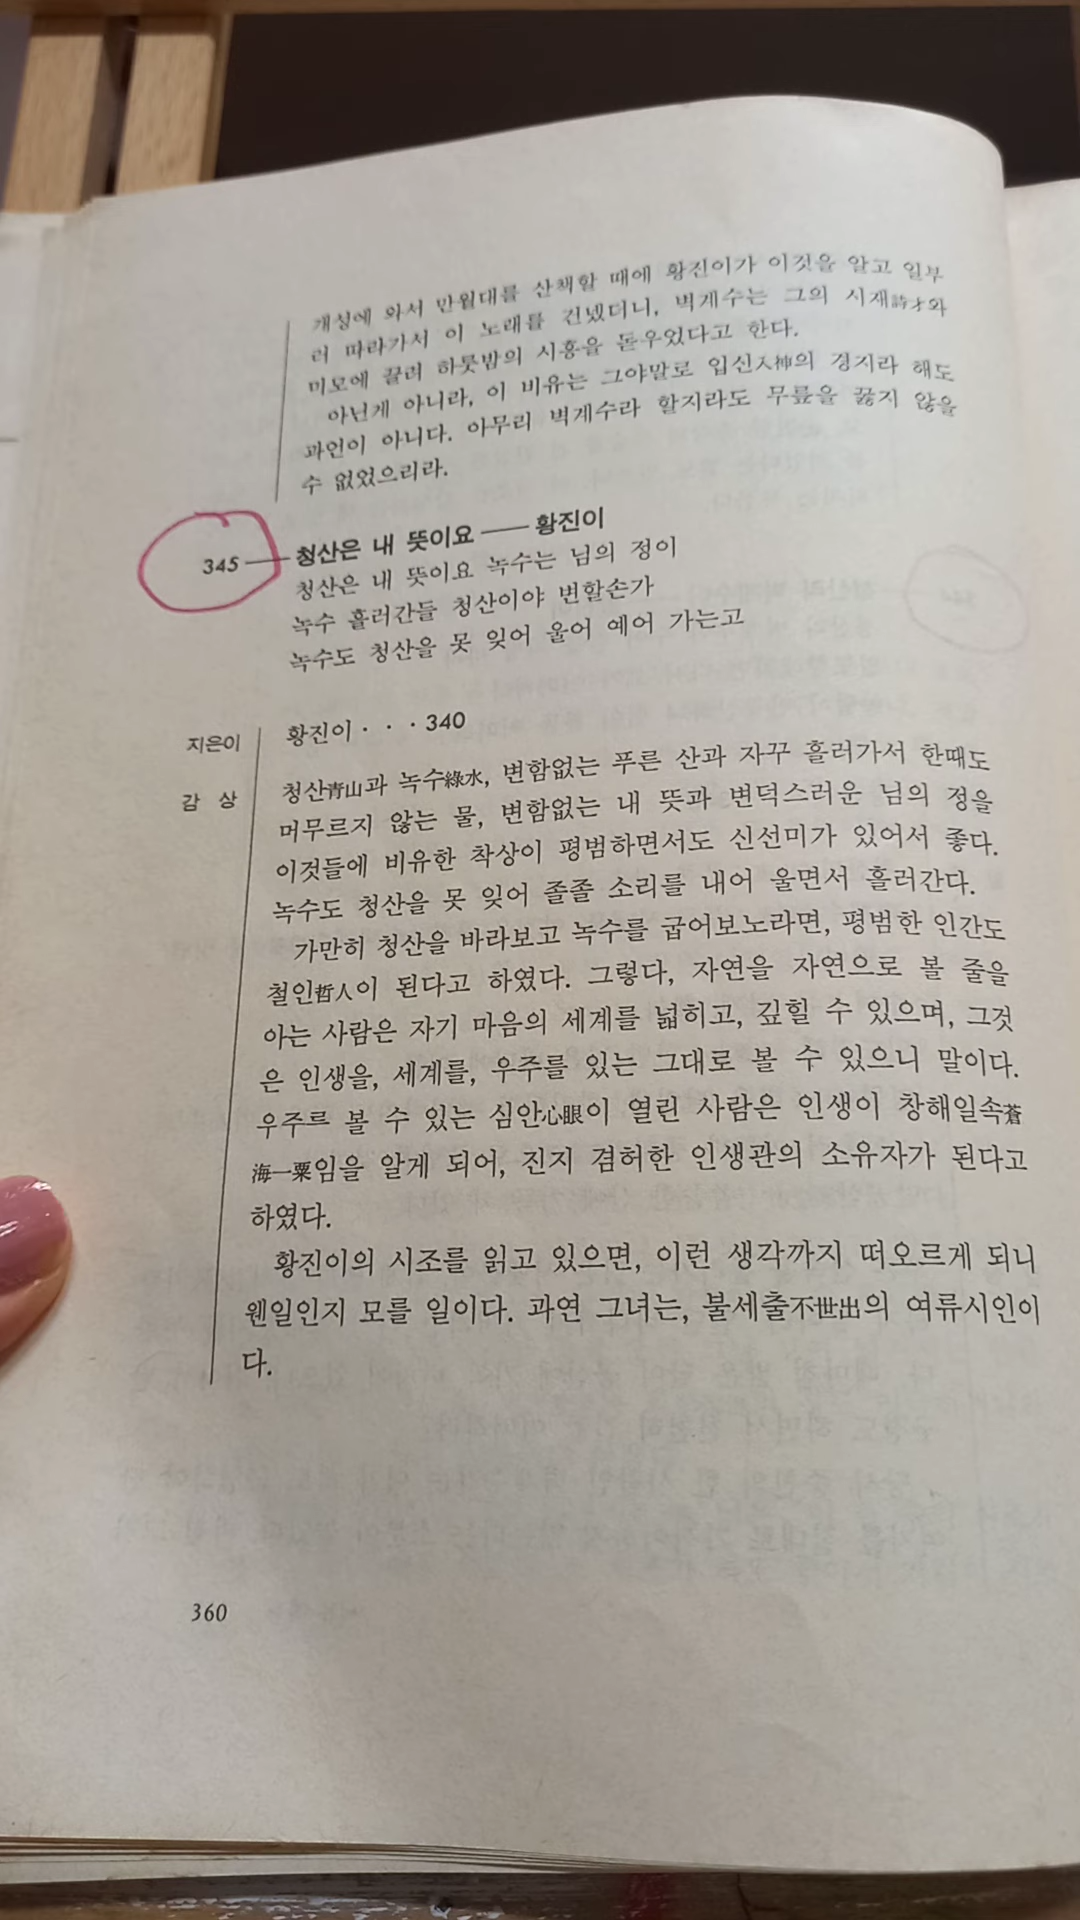 개성에 와서 만월대를 산책할 때에 황진이가 이것을 알고 일부
러 따라가서 이 노래를 건넸더니, 벽계수는 그의 시재詩才와
미모에 끌려 하룻밤의 시흥을 돋우었다고 한다.
아닌게 아니라, 이 비유는 그야말로 입신入神의 경지라 해도
과언이 아니다. 아무리 벽계수라 할지라도 무릎을 꿇지 않을
수 없었으리라.
345 — 청산은 내 뜻이요 — 황진이
청산은 내 뜻이요 녹수는 님의 정이
녹수 흘러간들 청산이야 변할손가
녹수도 청산을 못 잊어 울어 예어 가는고
지은이 황진이 · · · 340
감 상 청산靑山과 녹수綠水, 변함없는 푸른 산과 자꾸 흘러가서 한때도
머무르지 않는 물, 변함없는 내 뜻과 변덕스러운 님의 정을
이것들에 비유한 착상이 평범하면서도 신선미가 있어서 좋다.
녹수도 청산을 못 잊어 졸졸 소리를 내어 울면서 흘러간다.
가만히 청산을 바라보고 녹수를 굽어보노라면, 평범한 인간도
철인哲人이 된다고 하였다. 그렇다, 자연을 자연으로 볼 줄을
아는 사람은 자기 마음의 세계를 넓히고, 깊힐 수 있으며, 그것
은 인생을, 세계를, 우주를 있는 그대로 볼 수 있으니 말이다.
우주르 볼 수 있는 심안心眼이 열린 사람은 인생이 창해일속蒼
海一粟임을 알게 되어, 진지 겸허한 인생관의 소유자가 된다고
하였다.
황진이의 시조를 읽고 있으면, 이런 생각까지 떠오르게 되니
웬일인지 모를 일이다. 과연 그녀는, 불세출不世出의 여류시인이
다.
360